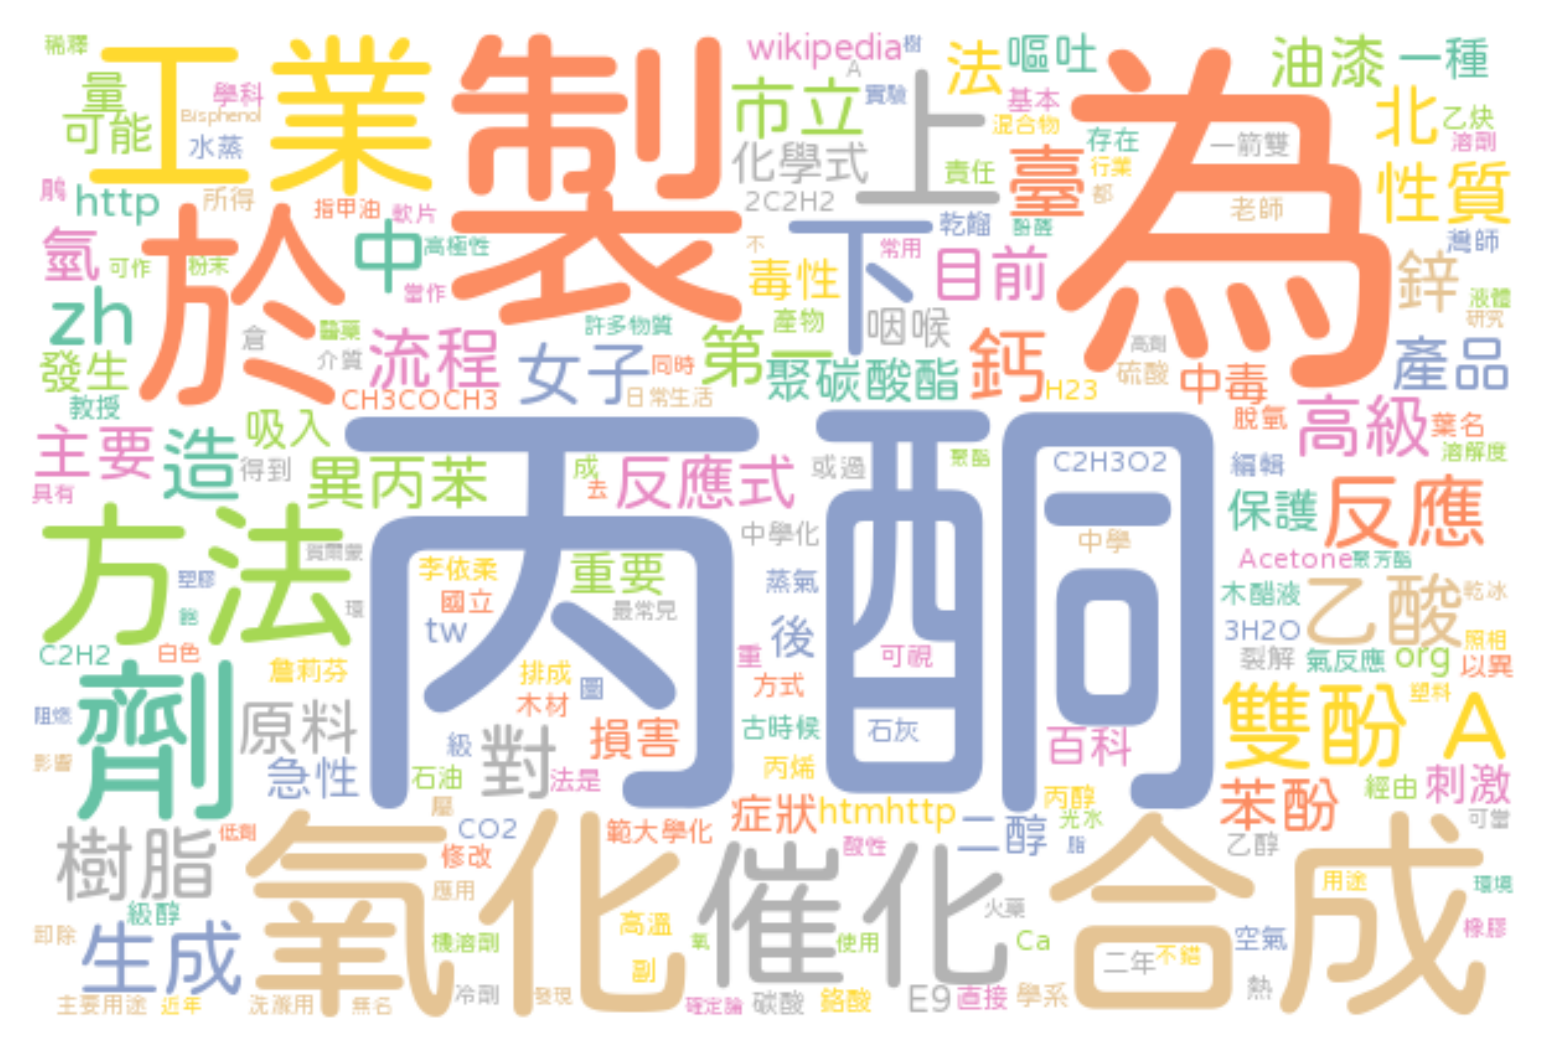 稀釋
工業
製
wikipedia
樹
法
嘔吐
為
油漆
一種
量
學科
A
市立
實驗
上
基本
北
乙炔
可能
Bisphenol
水蒸
化學式
混合物
存在
一箭雙
溶劑
http
所得
指甲油
軟片
2C2H2
責任
臺
行業
都
老師
性質
氫
於
中
高極性
不
下
乾餾
酚醛
灣師
可作
粉末
當作
毒性
常用
目前
鋅
液體
zh
倉
醫藥
許多物質
產物
咽喉
研究
發生
介質
流程
女子
同時
第一
聚碳酸酯
鈣
高劑
硫酸
中毒
產品
教授
CH3COCH3
日常生活
H23
主要
造
吸入
丙酮
脫氫
高級
葉名
具有
得到
異丙苯
成
去
反應式
或過
聚酯
C2H3O2
編輯
溶解度
方法
賀爾蒙
中學化
中學
保護
反應
塑膠
李依柔
重要
蒸氣
Acetone
聚芳酯
環
國立
最常見
木醋液
乙酸
乾冰
tw
後
3H2O
照相
C2H2
白色
詹莉芬
排成
圖
重
可視
裂解
氣反應
org
以異
劑
木材
方式
雙酚
塑料
A
阻燃
原料
級
對
損害
古時候
石灰
百科
影響
急性
石油
法是
丙烯
苯酚
經由
刺激
屬
症狀
htmhttp
丙醇
可當
樹脂
低劑
CO2
範大學化
二醇
光水
氧化
修改
催化
酸性
脂
合成
乙醇
級醇
應用
火藥
用途
環境
卸除
生成
機溶劑
高溫
氧
使用
Ca
空氣
橡膠
副
二年
不錯
主要用途
近年
洗滌用
無名
冷劑
發現
確定論
碳酸
鉻酸
E9
直接
學系
熱